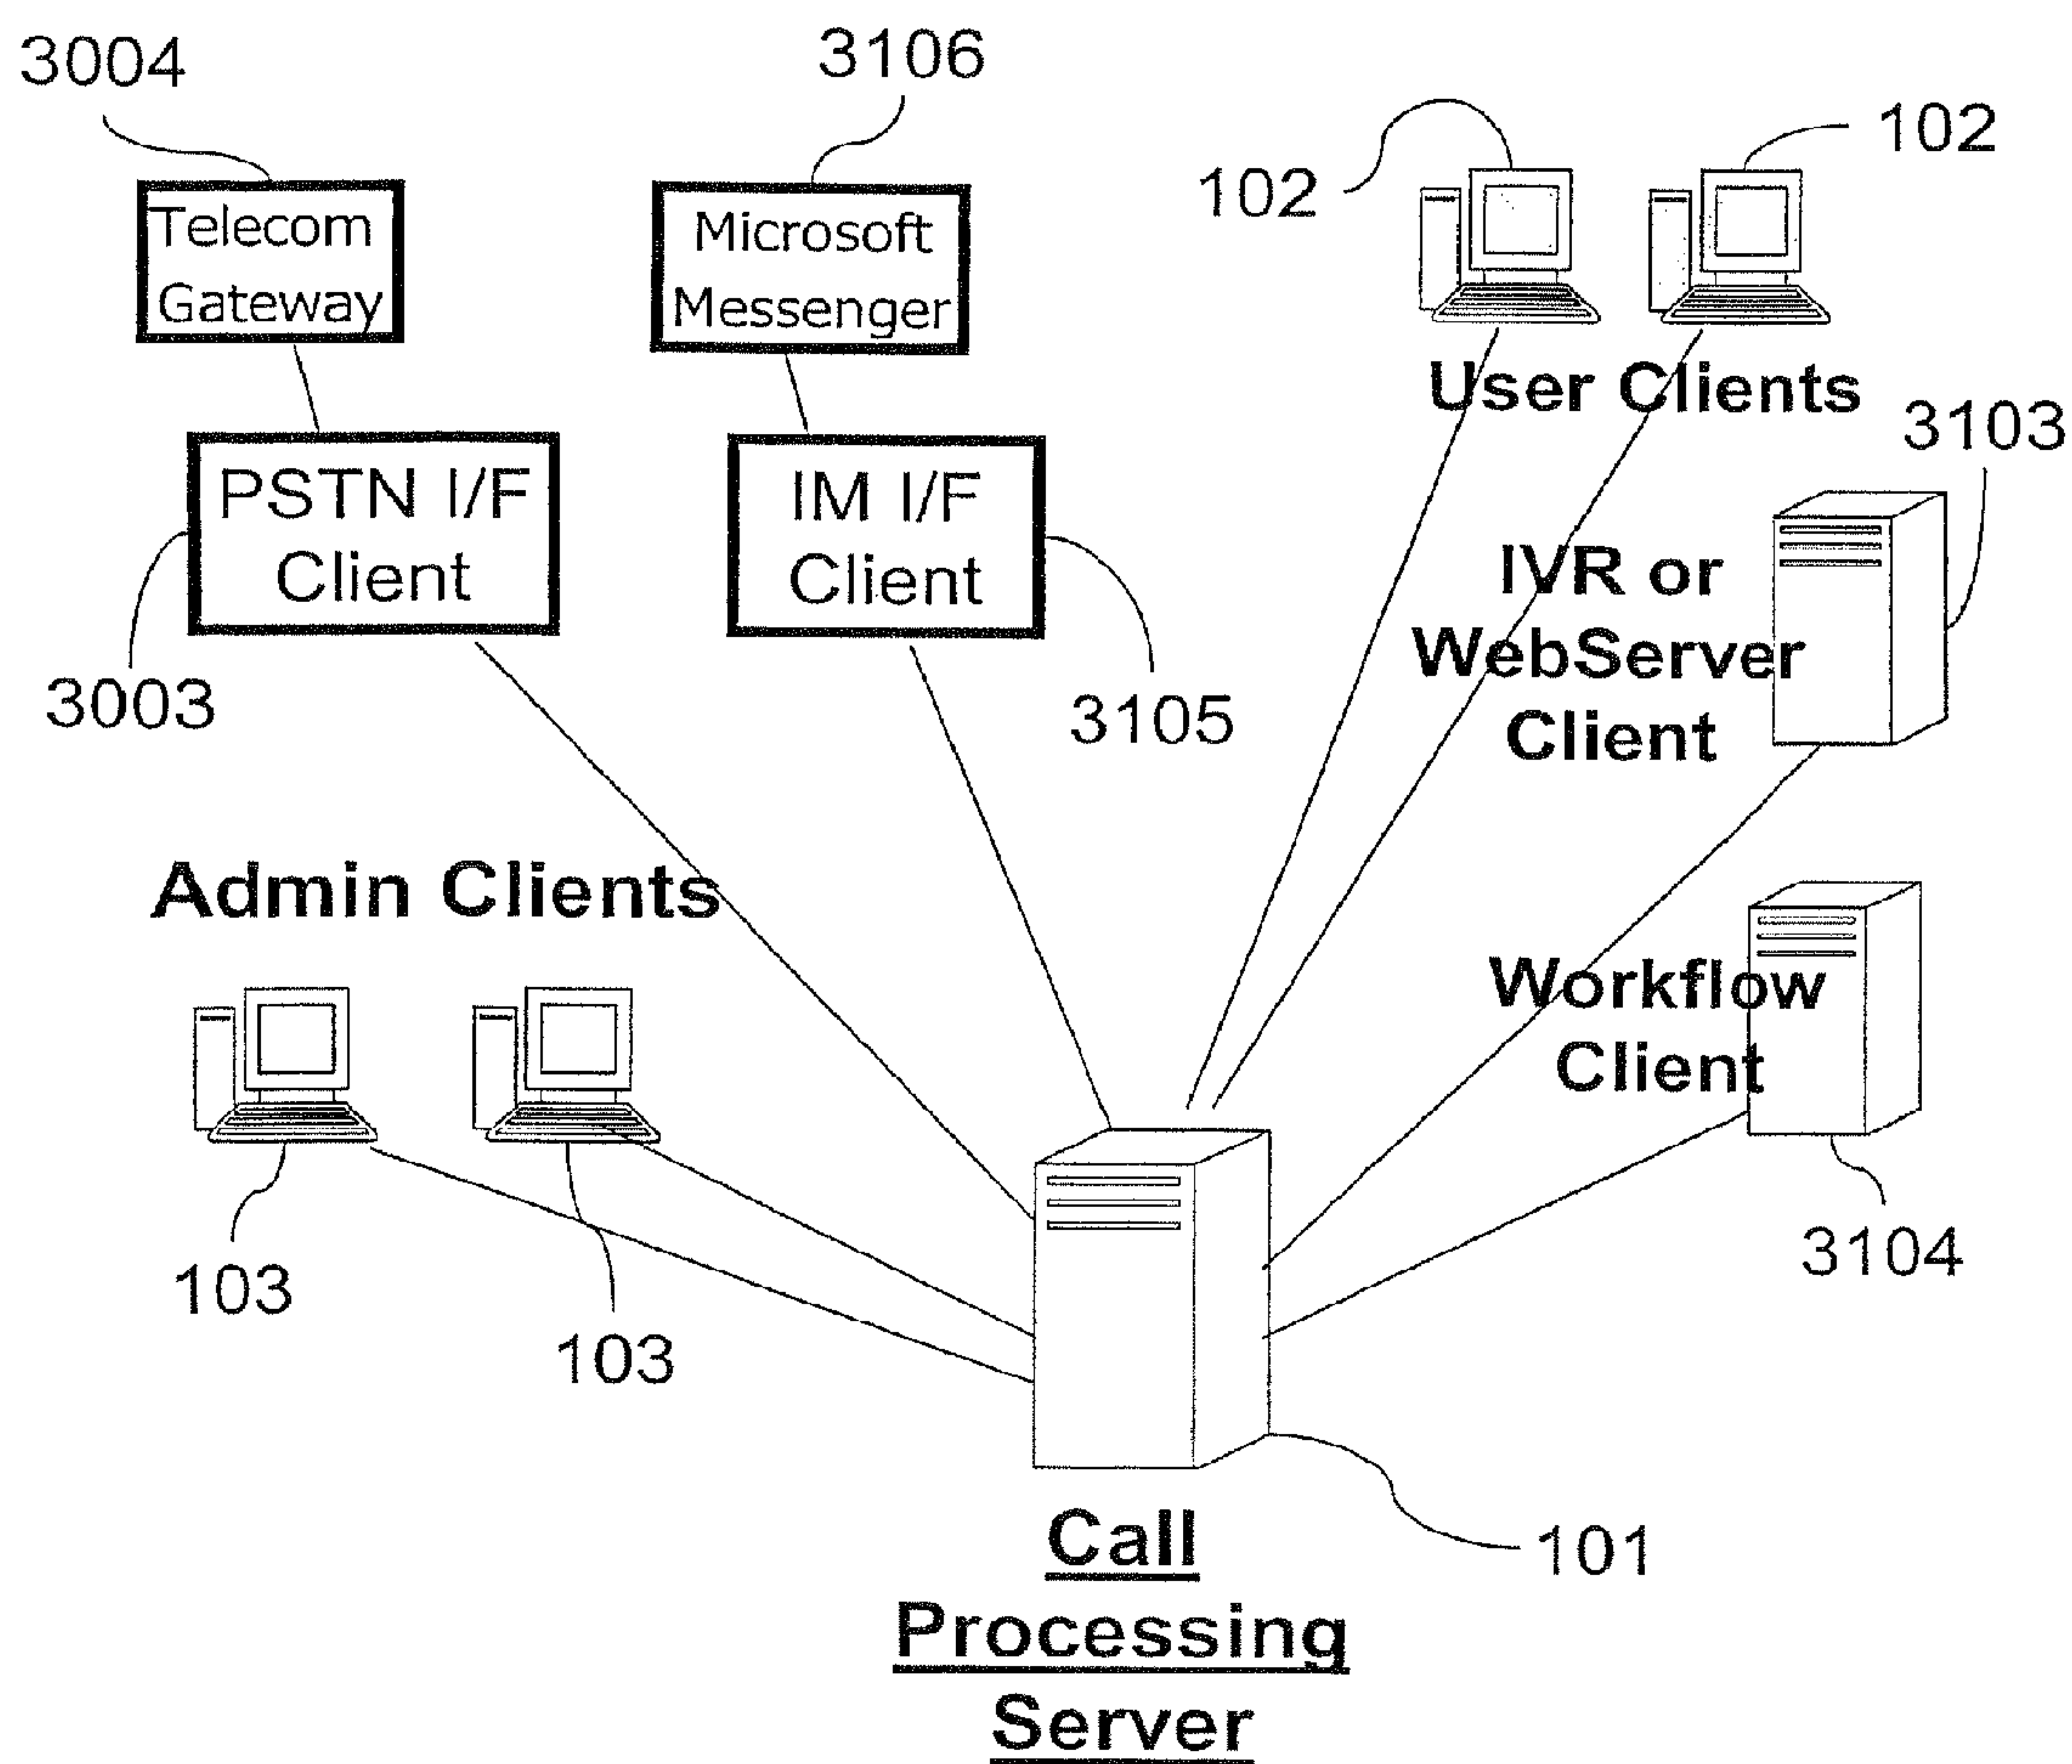 3004
3106
102
102
Telecom
Gateway
Microsoft
Messenger
User Clients
3103
PSTN I/F
Client
IM I/F
Client
IVR or
WebServer
Client
3003
3105
Admin Clients
Workflow
Client
103
103
3104
101
Call
Processing
Server